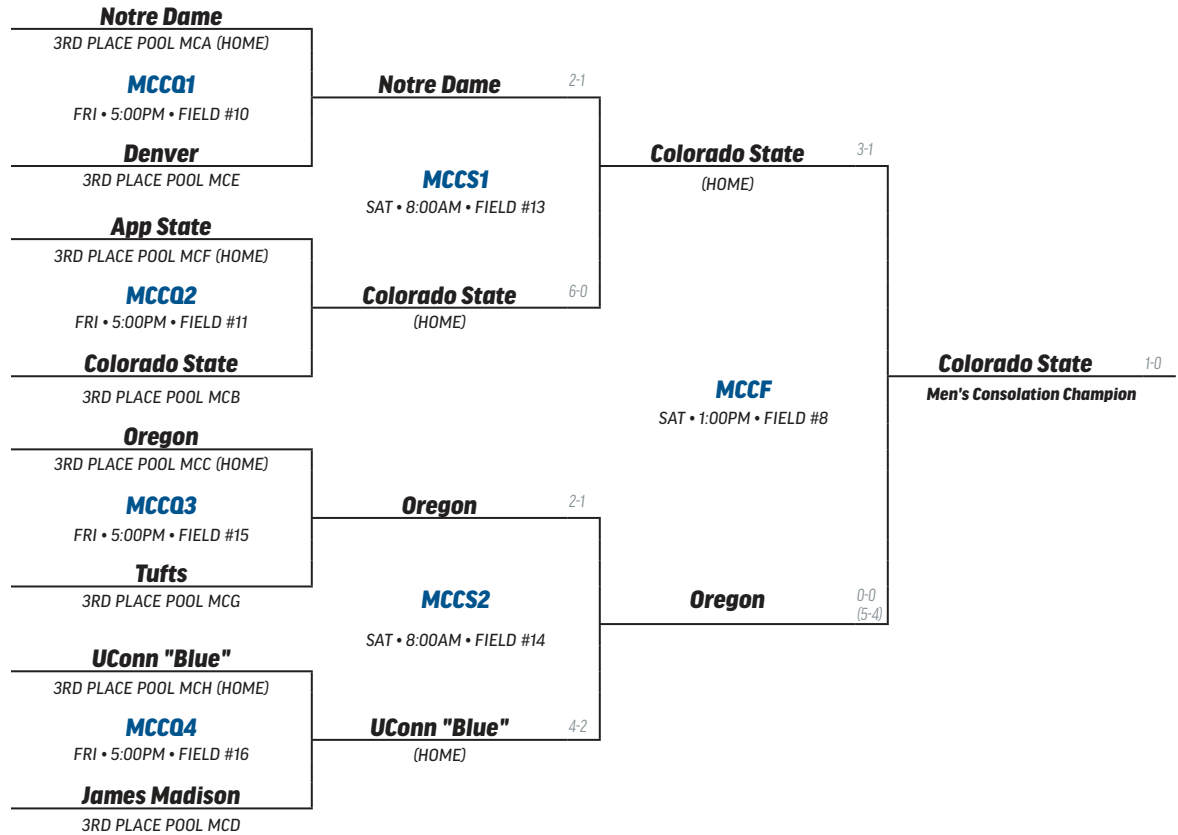 Notre Dame
3RD PLACE POOL MCA (HOME)
MCCQ1
FRI • 5:00PM • FIELD #10
Denver
3RD PLACE POOL MCE
App State
3RD PLACE POOL MCF (HOME)
MCCQ2
FRI • 5:00PM • FIELD #11
Colorado State
3RD PLACE POOL MCB
Oregon
3RD PLACE POOL MCC (HOME)
MCCQ3
FRI • 5:00PM • FIELD #15
Tufts
3RD PLACE POOL MCG
UConn "Blue"
3RD PLACE POOL MCH (HOME)
MCCQ4
FRI • 5:00PM • FIELD #16
James Madison
3RD PLACE POOL MCD
Notre Dame 2-1
MCCS1
SAT • 8:00AM • FIELD #13
Colorado State 6-0
(HOME)
Oregon 2-1
MCCS2
SAT • 8:00AM • FIELD #14
UConn "Blue" 4-2
(HOME)
Colorado State 3-1
(HOME)
MCCF
SAT • 1:00PM • FIELD #8
Oregon 0-0
(5-4)
Colorado State 1-0
Men's Consolation Champion